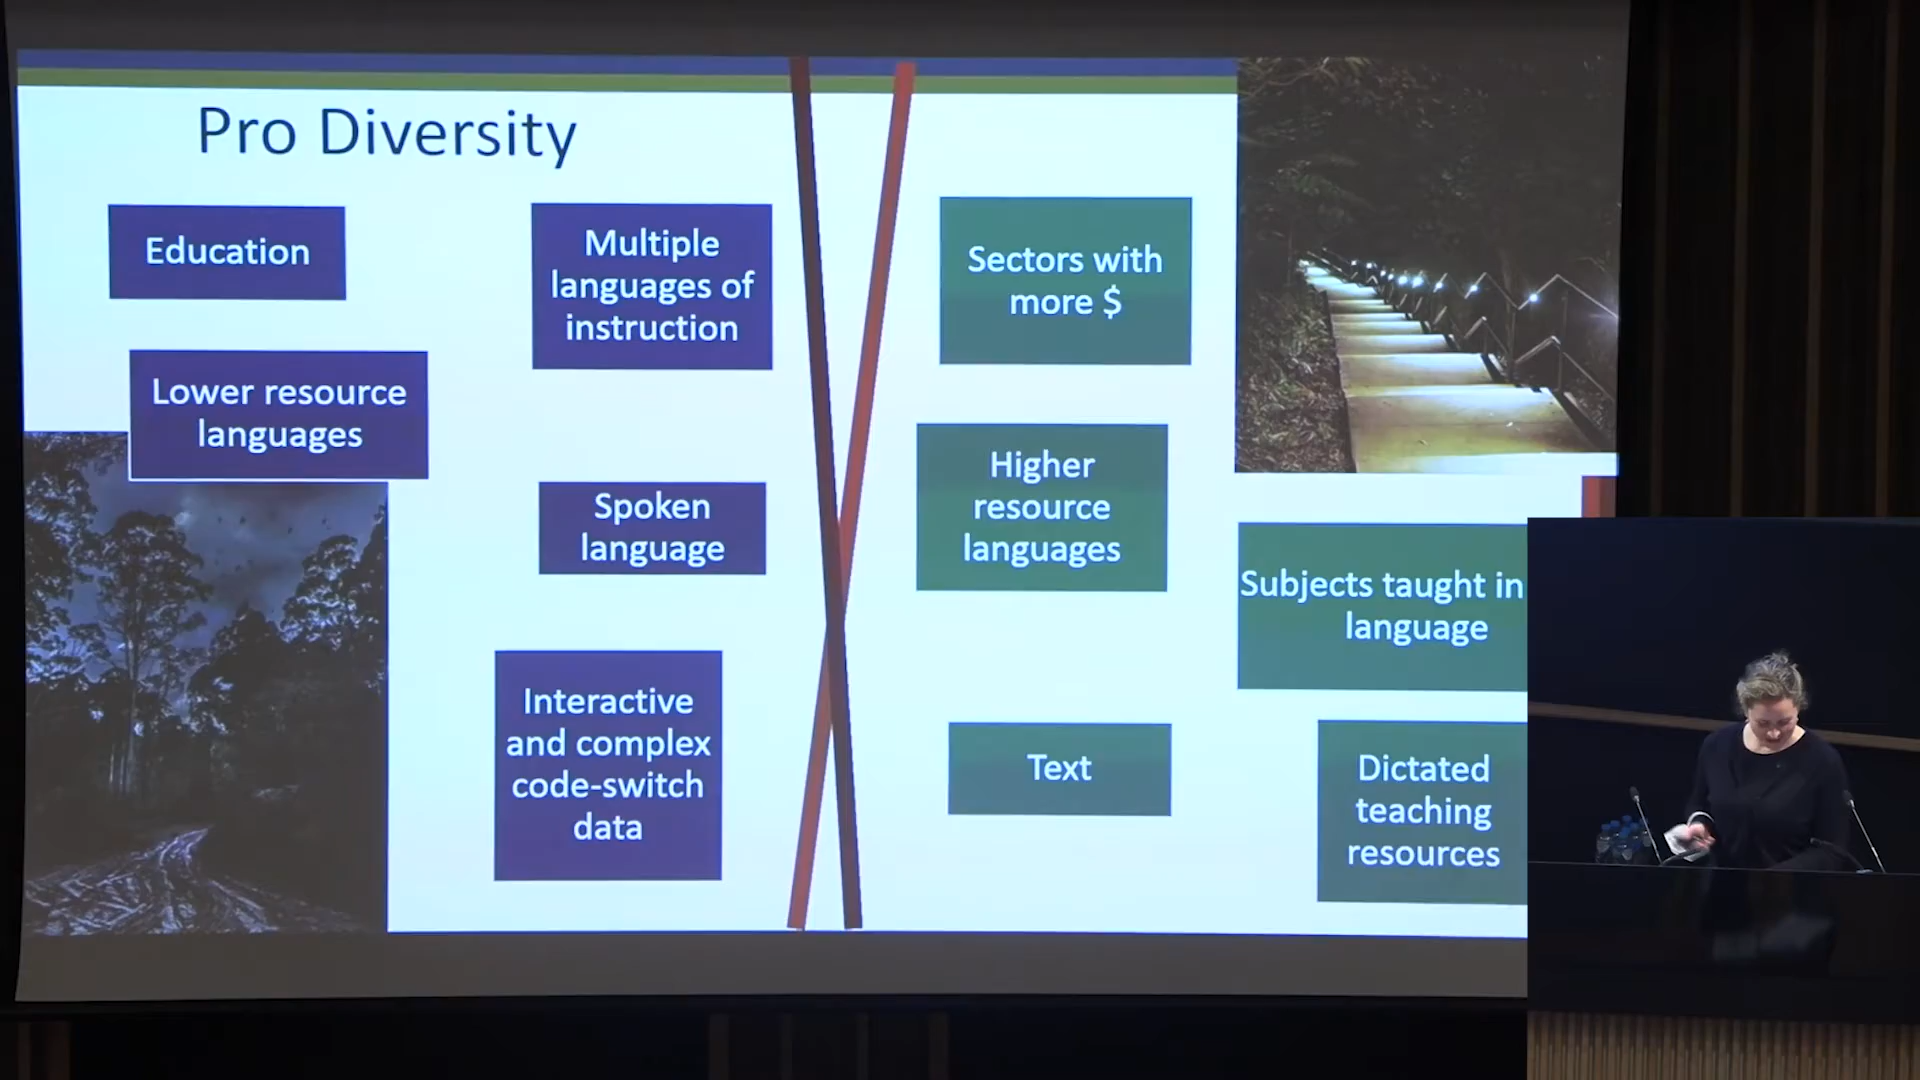 Pro Diversity
Education
Multiple
languages of
instruction
Lower resource
languages
Spoken
language
Interactive
and complex
code-switch
data
Sectors with
more $
Higher
resource
languages
Subjects taught in
language
Text
Dictated
teaching
resources